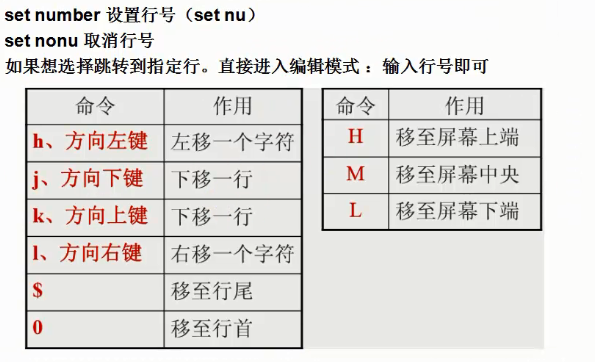 set number 设置行号（set nu）
set nonu 取消行号
如果想选择跳转到指定行。直接进入编辑模式 ：输入行号即可
命令 作用
h、方向左键 左移一个字符
j、方向下键 下移一行
k、方向上键 下移一行
l、方向右键 右移一个字符
$ 移至行尾
0 移至行首
命令 作用
H 移至屏幕上端
M 移至屏幕中央
L 移至屏幕下端